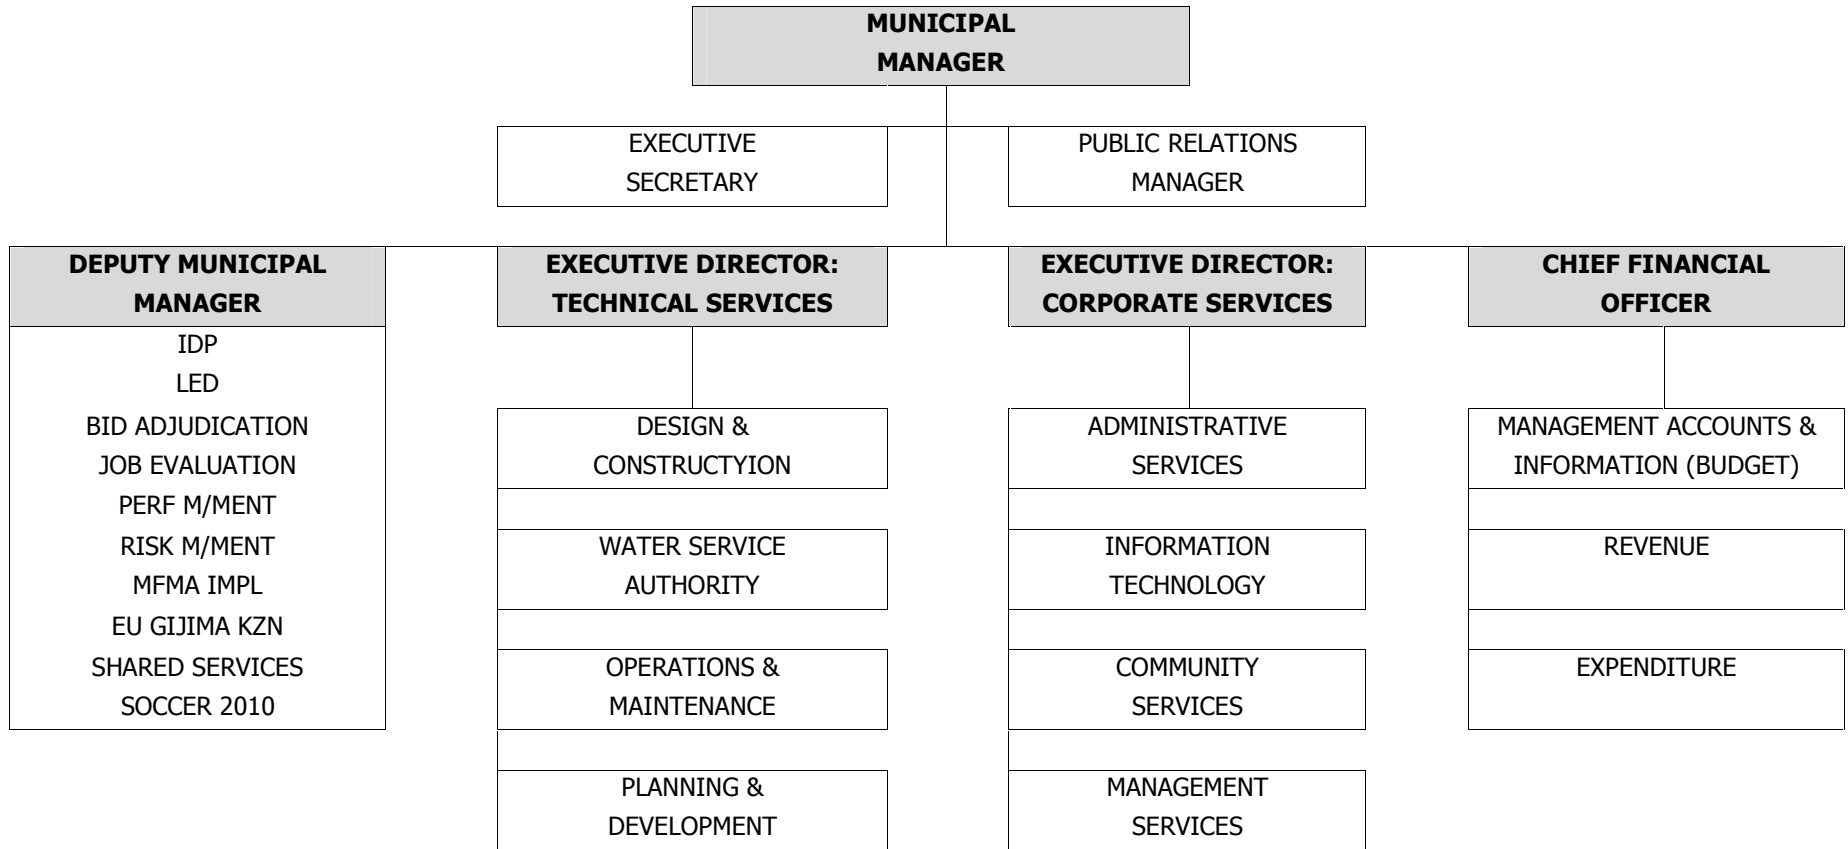 MUNICIPAL
MANAGER
EXECUTIVE
SECRETARY
PUBLIC RELATIONS
MANAGER
DEPUTY MUNICIPAL
MANAGER
IDP
LED
BID ADJUDICATION
JOB EVALUATION
PERF M/MENT
RISK M/MENT
MFMA IMPL
EU GIJIMA KZN
SHARED SERVICES
SOCCER 2010
EXECUTIVE DIRECTOR:
TECHNICAL SERVICES
DESIGN &
CONSTRUCTYION
WATER SERVICE
AUTHORITY
OPERATIONS &
MAINTENANCE
PLANNING &
DEVELOPMENT
EXECUTIVE DIRECTOR:
CORPORATE SERVICES
ADMINISTRATIVE
SERVICES
INFORMATION
TECHNOLOGY
COMMUNITY
SERVICES
MANAGEMENT
SERVICES
CHIEF FINANCIAL
OFFICER
MANAGEMENT ACCOUNTS &
INFORMATION (BUDGET)
REVENUE
EXPENDITURE